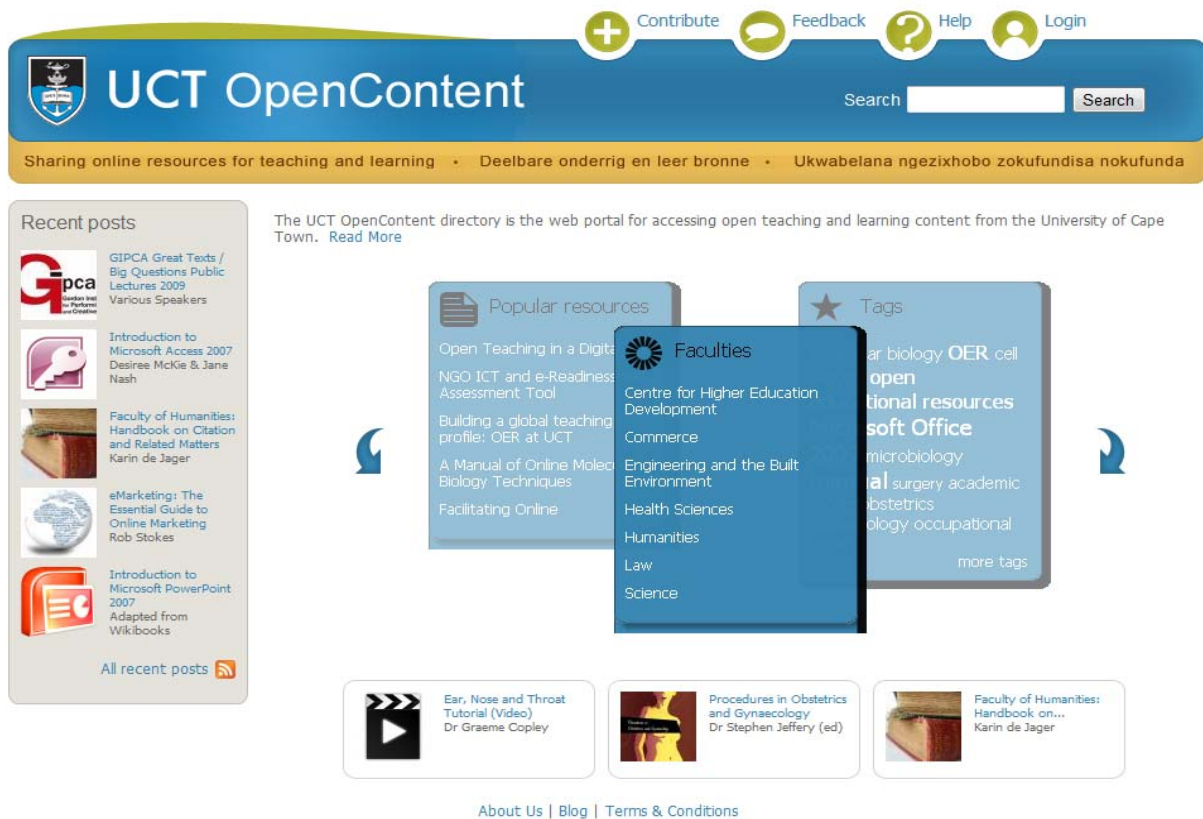 Contribute
Feedback
Help
Login
UCT OpenContent
Search
Search
Sharing online resources for teaching and learning • Deelbare onderrig en leer bronne • Ukwabelana ngezixhobo zokufundisa nokufunda
Recent posts
GIPCA Great Texts /
Big Questions Public
Lectures 2009
Various Speakers
Gipca
Introduction to
Microsoft Access 2007
Desiree McKie & Jane
Nash
Faculty of Humanities:
Handbook on Citation
and Related Matters
Karin de Jager
eMarketing: The
Essential Guide to
Online Marketing
Rob Stokes
Introduction to
Microsoft PowerPoint
2007
Adapted from
Wikibooks
All recent posts
The UCT OpenContent directory is the web portal for accessing open teaching and learning content from the University of Cape
Town. Read More
Popular resources
Open Teaching in a Digita
NGO ICT and e-Readiness
Assessment Tool
Building a global teaching
profile: OER at UCT
A Manual of Online Molec
Biology Techniques
Facilitating Online
Faculties
Centre for Higher Education
Development
Commerce
Engineering and the Built
Environment
Health Sciences
Humanities
Law
Science
Tags
ar biology OER cell
open
tional resources
soft Office
microbiology
al surgery academic
obstetrics
ology occupational
more tags
Ear, Nose and Throat
Tutorial (Video)
Dr Graeme Copley
Procedures in Obstetrics
and Gynaecology
Dr Stephen Jeffery (ed)
Faculty of Humanities:
Handbook on...
Karin de Jager
About Us | Blog | Terms & Conditions